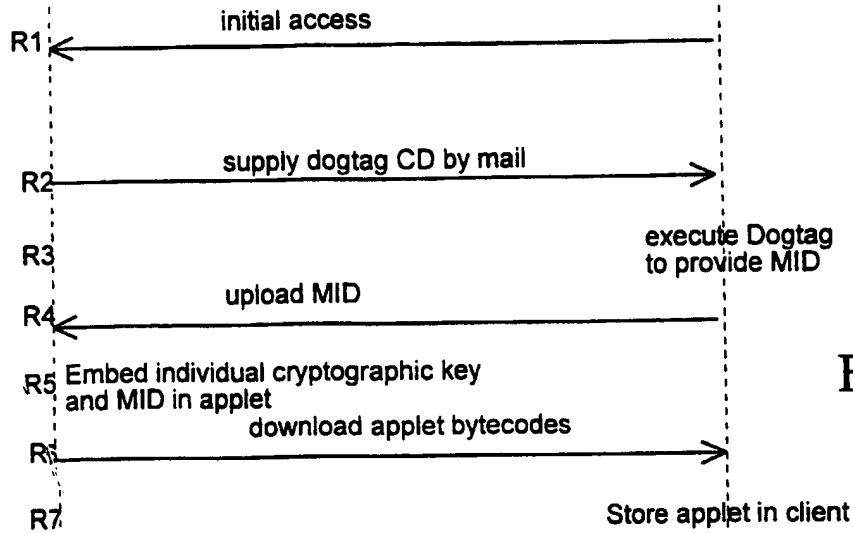 initial access
R1
supply dogtag CD by mail
R2
execute Dogtag
R3
to provide MID
upload MID
R4
R5 Embed individual cryptographic key
and MID in applet
download applet bytecodes
R6
R7
Store applet in client